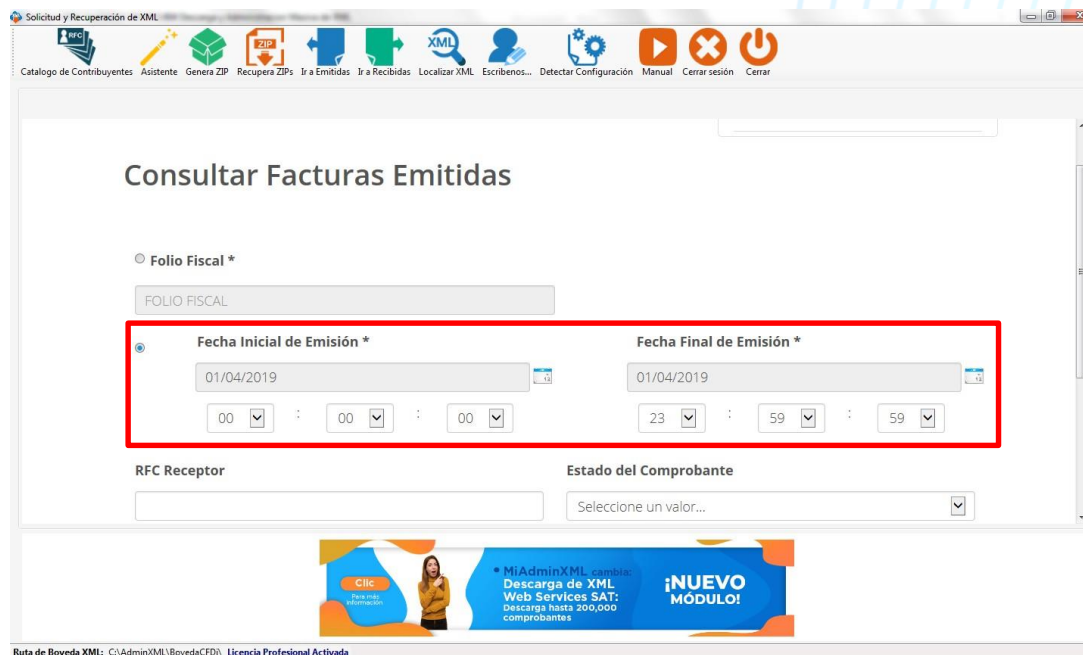 Solicitud y Recuperación de XML
RFC
ZIP
XML
Catalogo de Contribuyentes Asistente Genera ZIP Recupera ZIPs Ir a Emitidas Ir a Recibidas Localizar XML Escribenos... Detectar Configuración Manual Cerrar sesión Cerrar
Consultar Facturas Emitidas
Folio Fiscal *
FOLIO FISCAL
Fecha Inicial de Emisión * Fecha Final de Emisión *
01/04/2019 01/04/2019
00 : 00 : 00 23 : 59 : 59
RFC Receptor Estado del Comprobante
Seleccione un valor...
Clic
Para más
información
• MiAdminXML cambia:
Descarga de XML
Web Services SAT:
Descarga hasta 200,000
comprobantes
¡NUEVO
MÓDULO!
Ruta de Boveda XML: C:\AdminXML\BovedaCFDi\ Licencia Profesional Activada